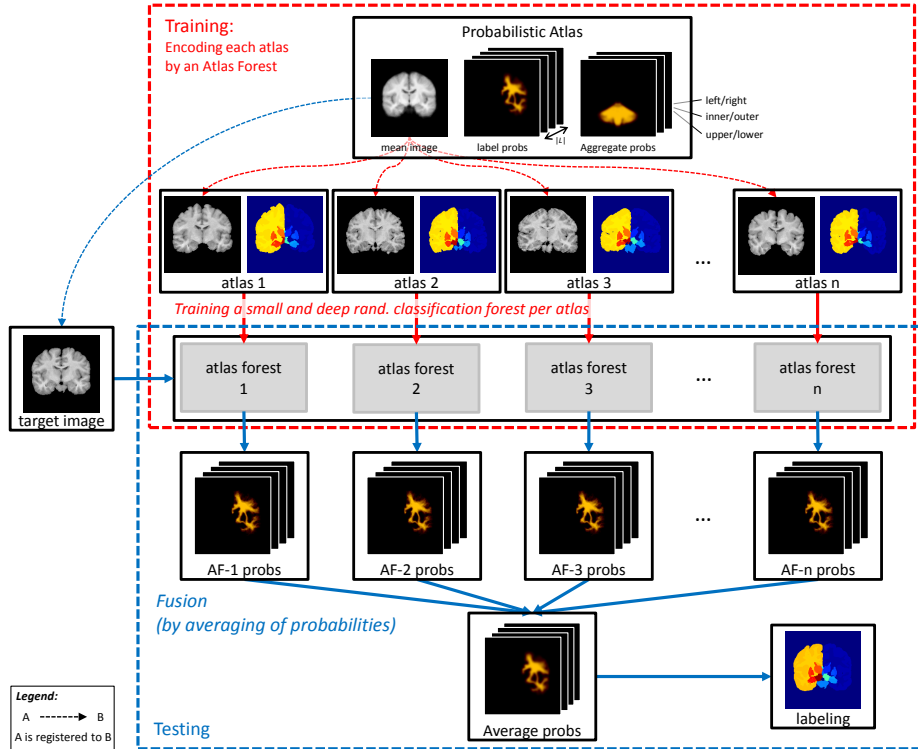 Training:
Encoding each atlas
by an Atlas Forest
Probabilistic Atlas
mean image
label probs
|L|
Aggregate probs
left/right
inner/outer
upper/lower
atlas 1
atlas 2
atlas 3
...
atlas n
Training a small and deep rand. classification forest per atlas
target image
atlas forest
1
atlas forest
2
atlas forest
3
...
atlas forest
n
AF-1 probs
AF-2 probs
AF-3 probs
...
AF-n probs
Fusion
(by averaging of probabilities)
Average probs
labeling
Testing
Legend:
A B
A is registered to B